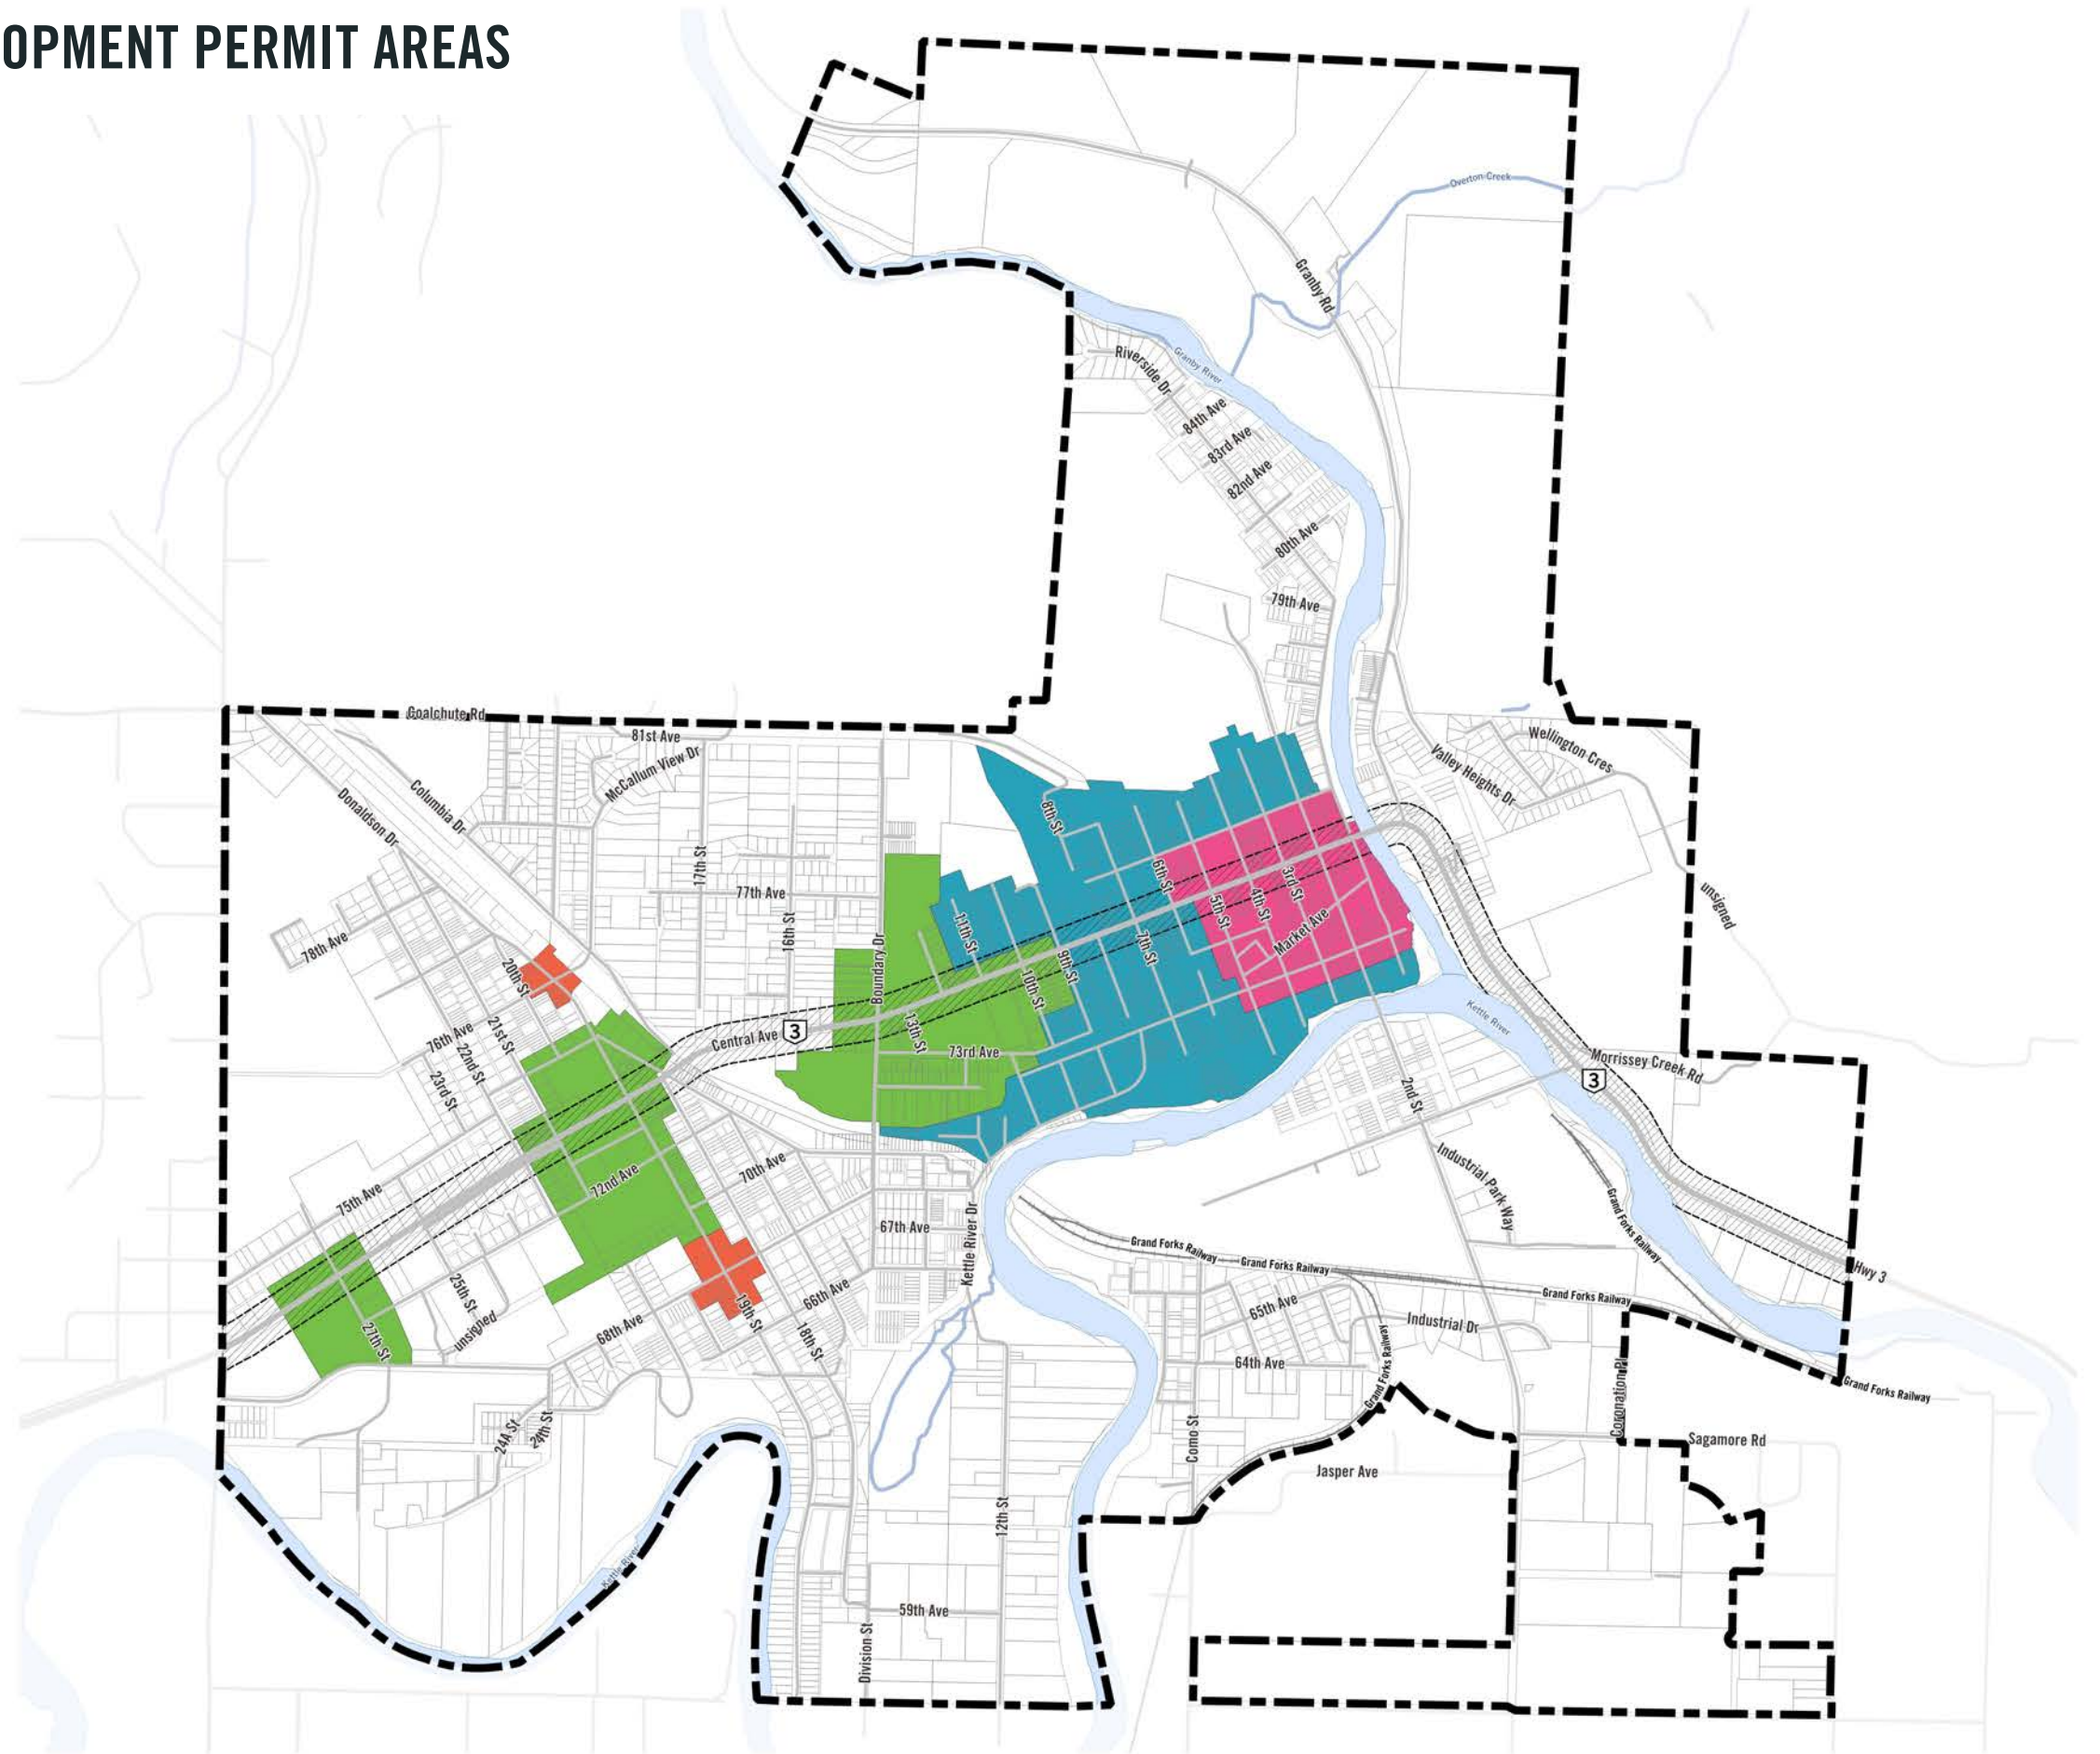 OPMENT PERMIT AREAS
Overton Creek
Granby Rd
Granby River
Riverside Dr
84th Ave
83rd Ave
82nd Ave
80th Ave
79th Ave
Coalchute Rd
81st Ave
McCallum View Dr
Columbia Dr
Donaldson Dr
Wellington Cres
Valley Heights Dr
unsigned
8th St
17th St
77th Ave
16th St
6th St
5th St
4th St
3rd St
Market Ave
7th St
11th St
9th St
10th St
Boundary Dr
13th St
73rd Ave
78th Ave
20th St
76th Ave
21st St
22nd St
23rd St
Central Ave
3
Kettle River
Morrissey Creek Rd
3
2nd St
Industrial Park Way
70th Ave
72nd Ave
75th Ave
67th Ave
Kettle River Dr
Grand Forks Railway
Grand Forks Railway
Grand Forks Railway
Grand Forks Railway
Hwy 3
25th St
unsigned
27th St
68th Ave
19th St
66th Ave
18th St
65th Ave
Industrial Dr
64th Ave
Grand Forks Railway
Grand Forks Railway
Grand Forks Railway
Coronation Pl
24A St
24th St
Como St
Sagamore Rd
Jasper Ave
12th St
Kettle River
59th Ave
Division St